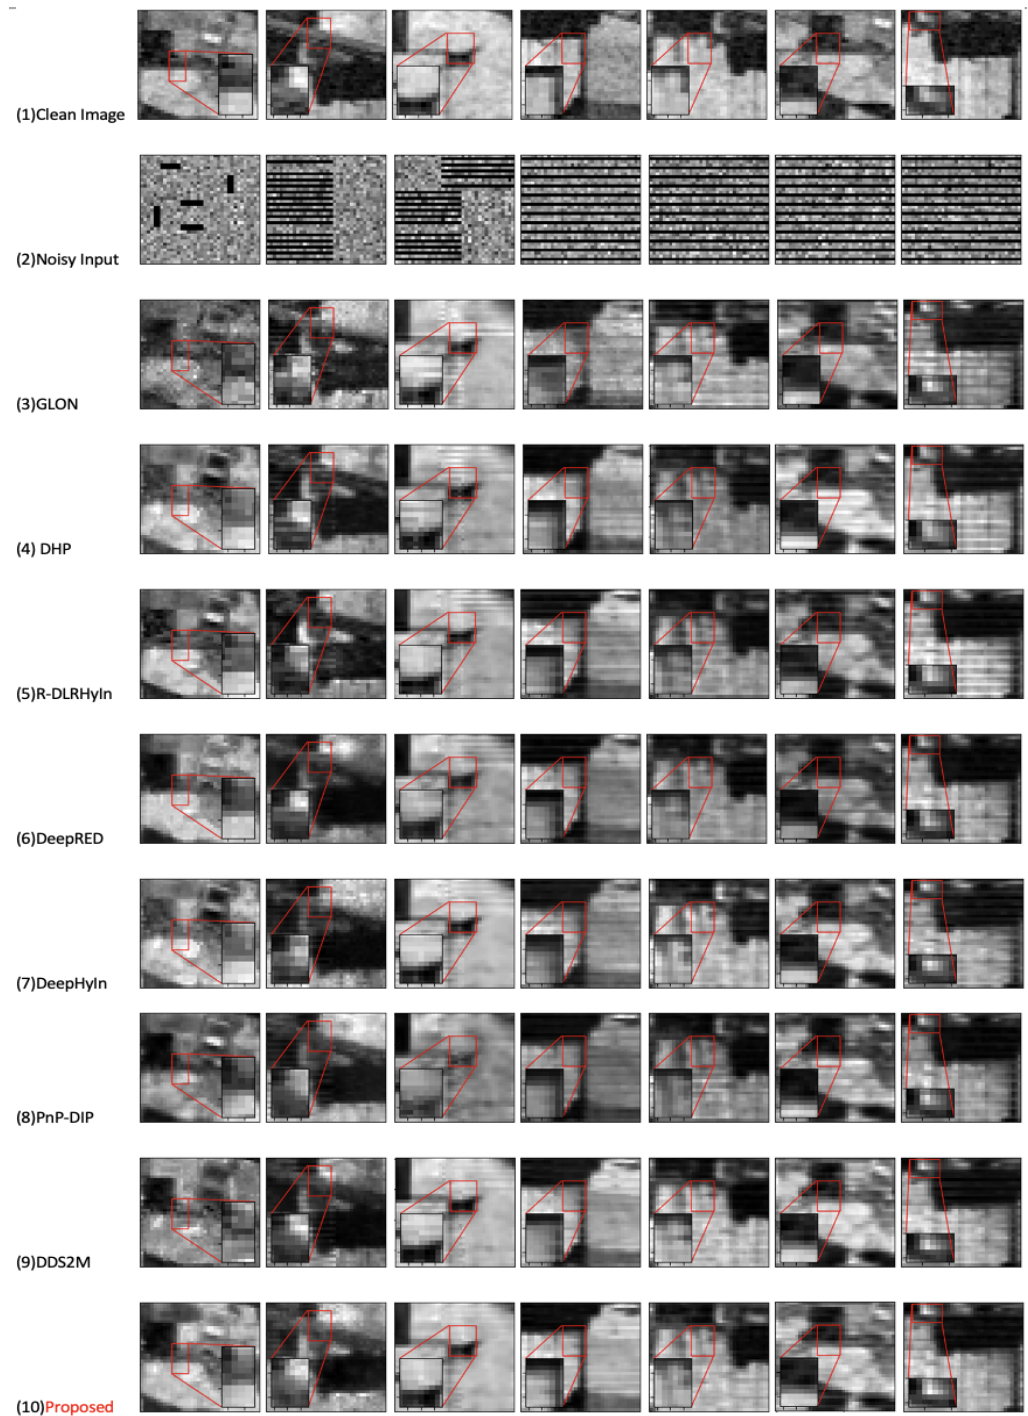 (1)Clean Image
(2)Noisy Input
(3)GLON
(4) DHP
(5)R-DLRHyIn
(6)DeepRED
(7)DeepHyIn
(8)PnP-DIP
(9)DDS2M
(10)Proposed